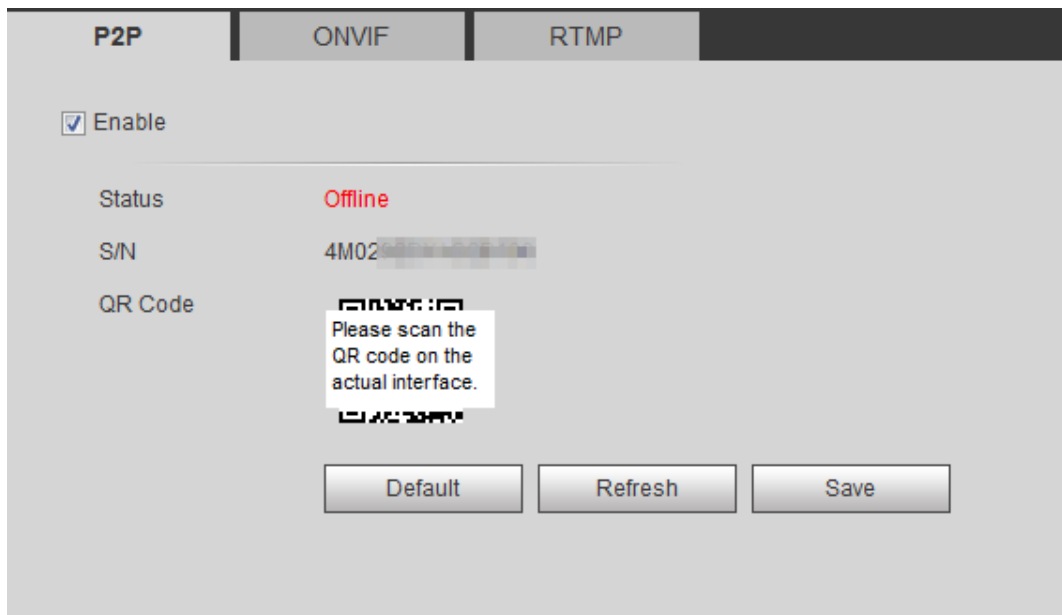 P2P ONVIF RTMP
Enable
Status Offline
S/N 4M02
QR Code
Please scan the
QR code on the
actual interface.
Default Refresh Save